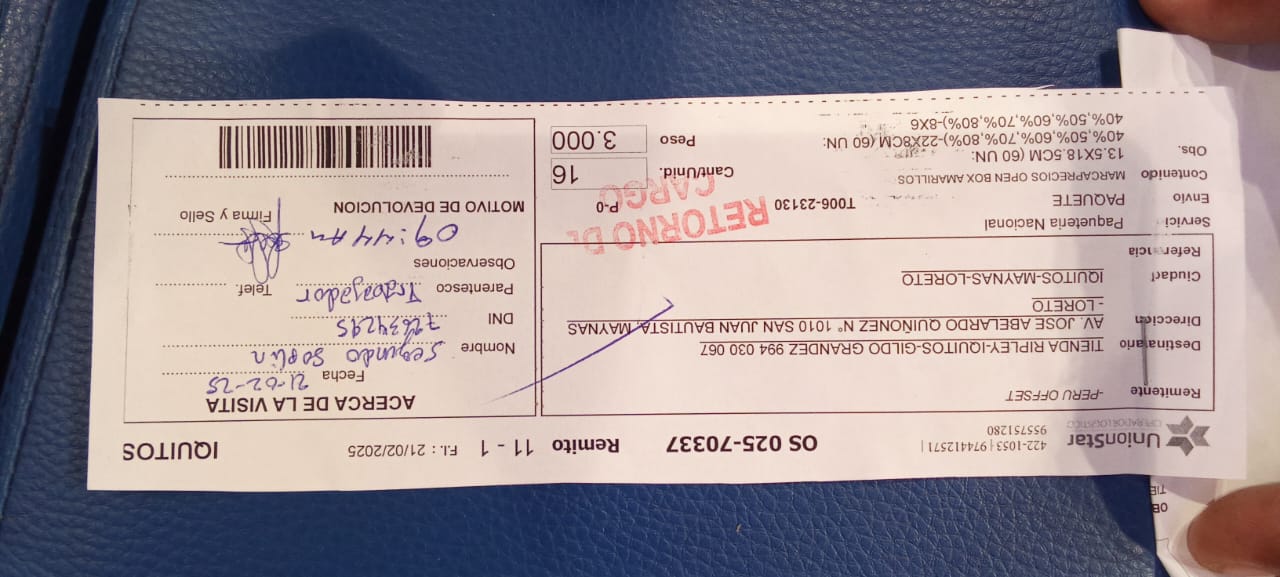 UnionStar
OPERADOR LOGÍSTICO
422-1053 | 974412571 |
955751280
OS 025-70337
Remito 11 - 1
F.I. : 21/02/2025
IQUITOS
Remitente -PERU OFFSET
Destinatario TIENDA RIPLEY-IQUITOS-GILDO GRANDEZ 994 030 067
Dirección AV. JOSE ABELARDO QUIÑONEZ N° 1010 SAN JUAN BAUTISTA, MAYNAS
- LORETO
Ciudad IQUITOS-MAYNAS-LORETO
Referencia
Servicio Paquetería Nacional
Envío PAQUETE T006-23130 P-0
Contenido MARCAPRECIOS OPEN BOX AMARILLOS
Obs. 13.5X18.5CM (60 UN:
40%,50%,60%,70%,80%)-22X8CM (60 UN:
40%,50%,60%,70%,80%)-8X6
Cant/Unid. 16
Peso 3.000
RETORNO DE
CARGO
ACERCA DE LA VISITA
Fecha 21-02-25
Nombre Segundo
DNI 72634295
Parentesco Trabajador Telef.
Observaciones
09:44 Am
Firma y Sello
MOTIVO DE DEVOLUCION